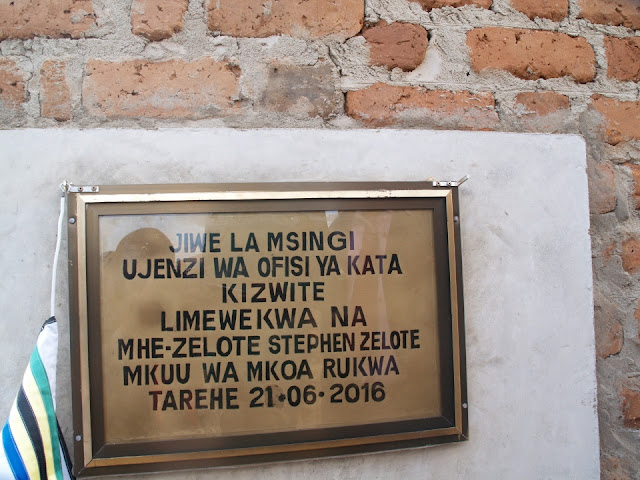 JIWE LA MSINGI
UJENZI WA OFISI YA KATA
KIZWITE
LIMEWEKWA NA
MHE-ZELOTE STEPHEN ZELOTE
MKUU WA MKOA RUKWA
TAREHE 21-06-2016